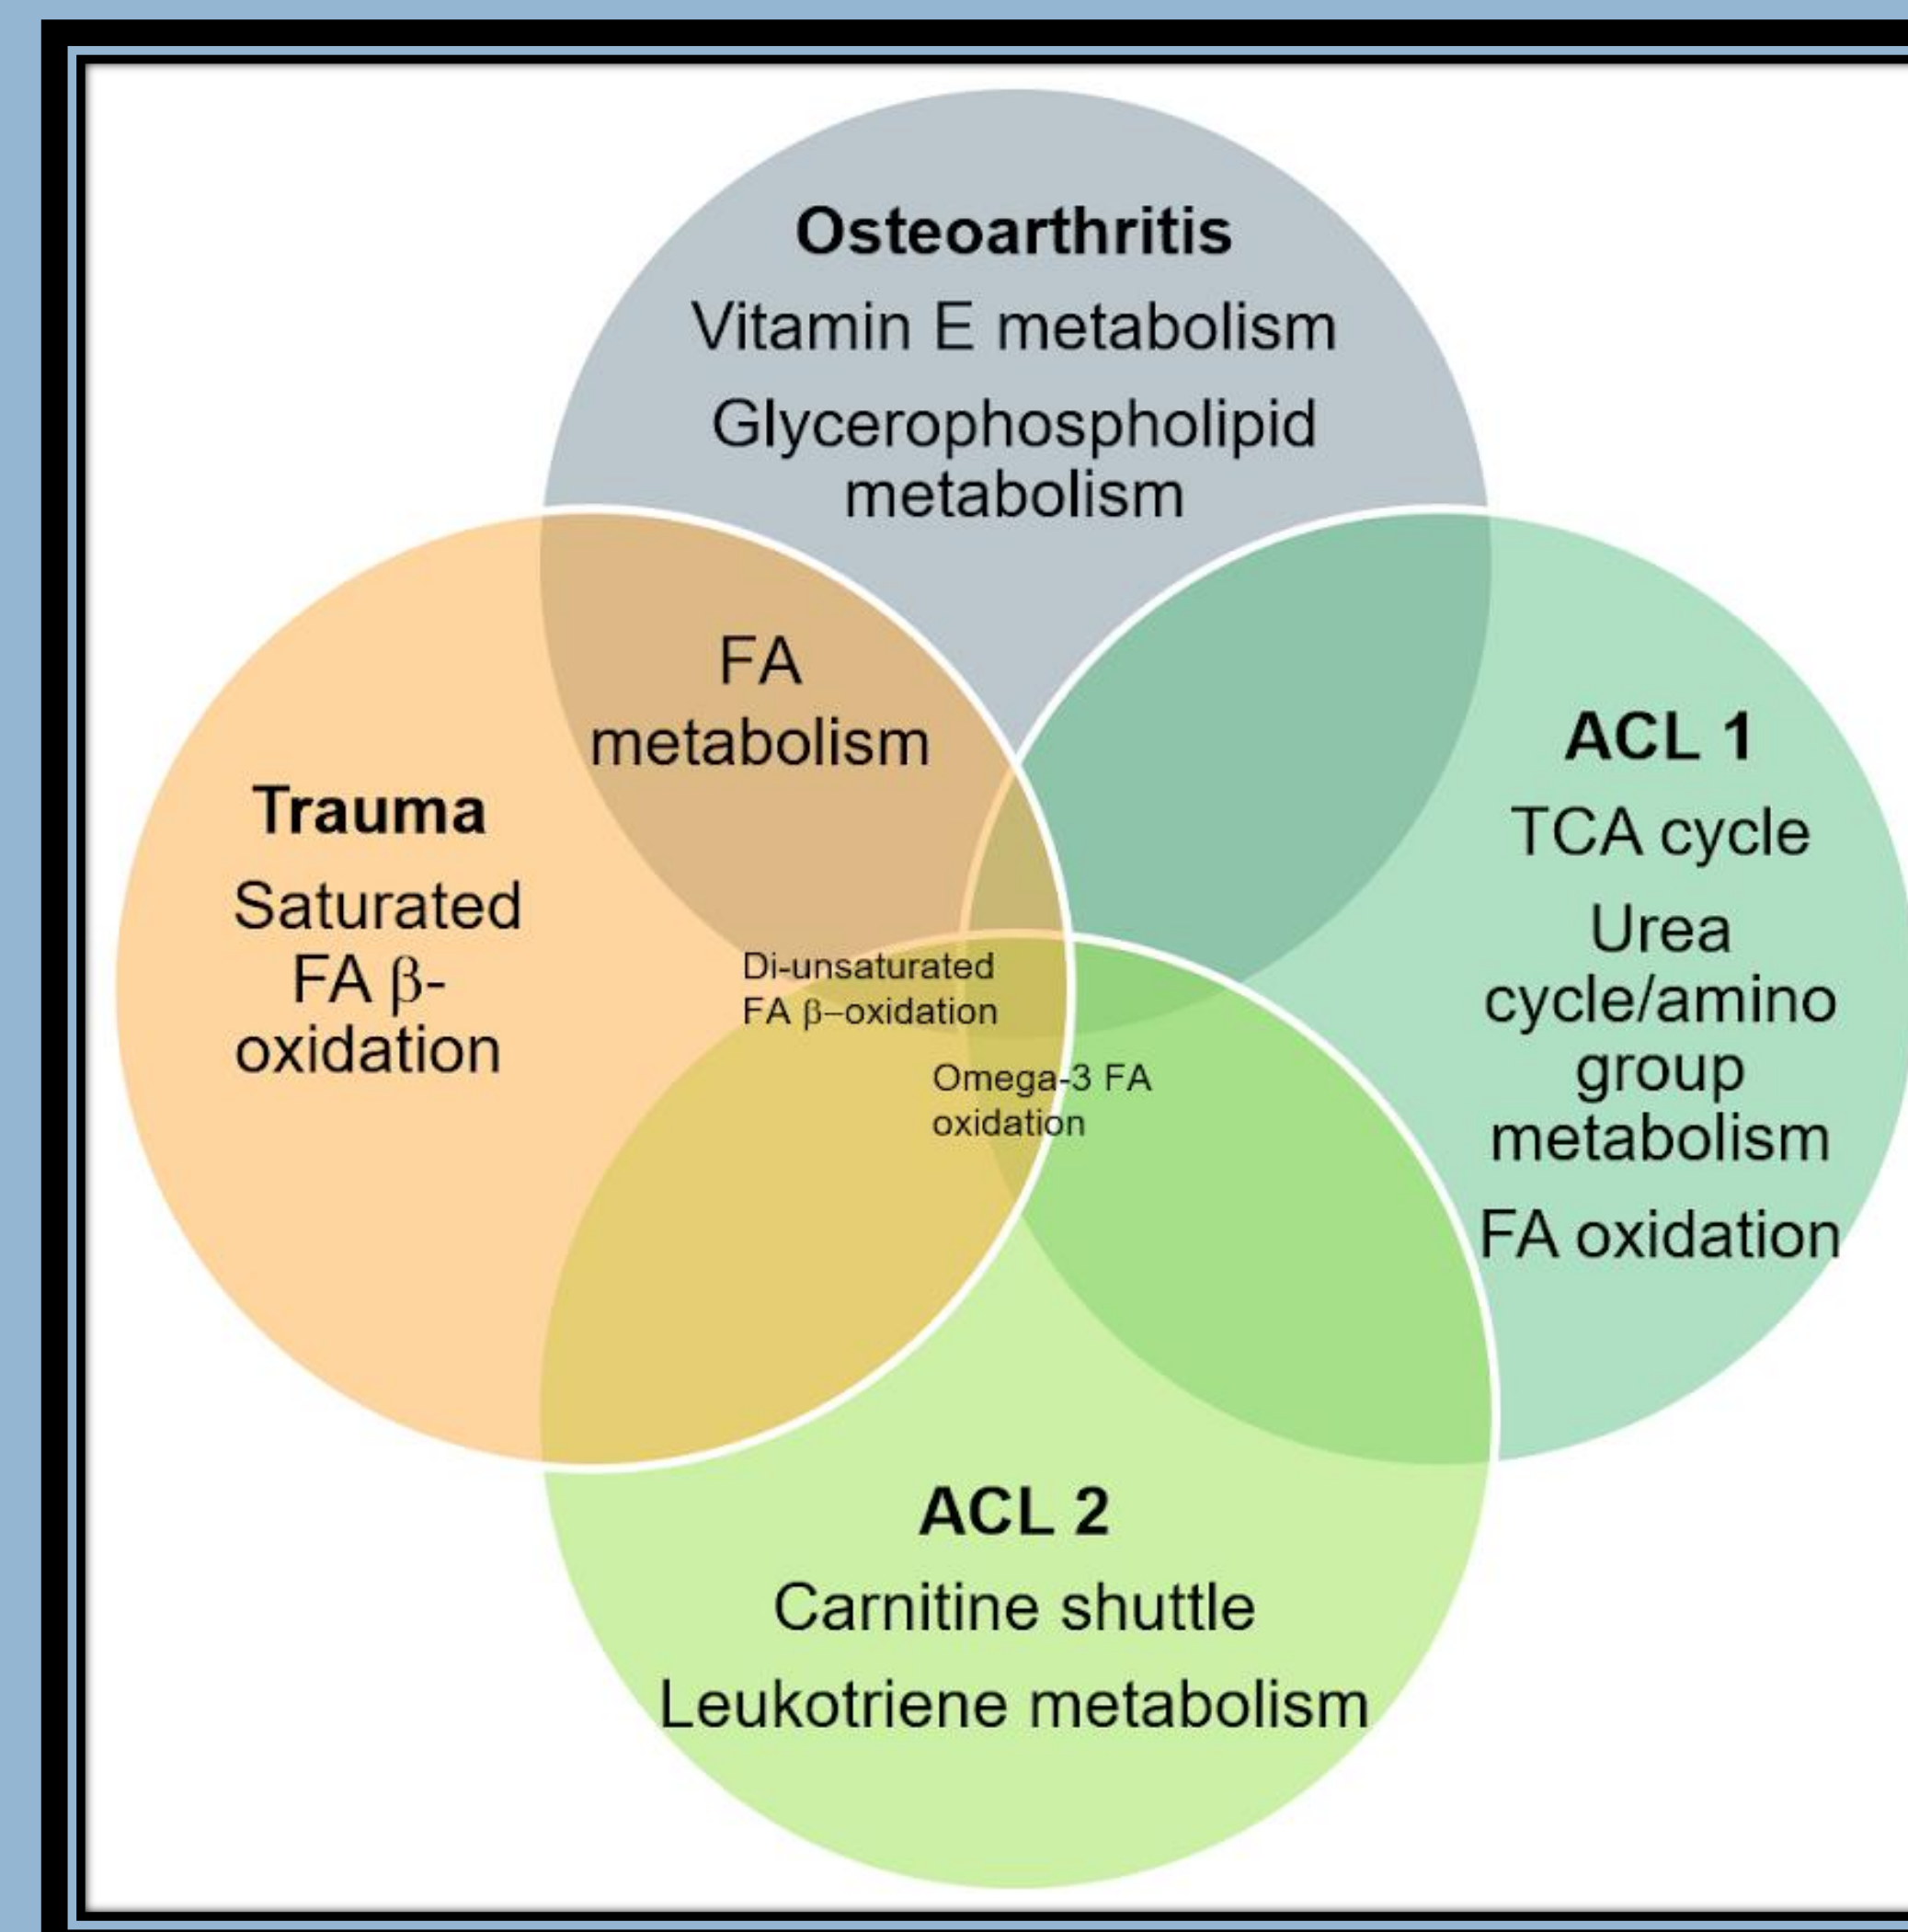 Osteoarthritis
Vitamin E metabolism
Glycerophospholipid
metabolism
FA
metabolism
Trauma
Saturated
FA β-
oxidation
Di-unsaturated
FA β–oxidation
Omega-3 FA
oxidation
ACL 1
TCA cycle
Urea
cycle/amino
group
metabolism
FA oxidation
ACL 2
Carnitine shuttle
Leukotriene metabolism